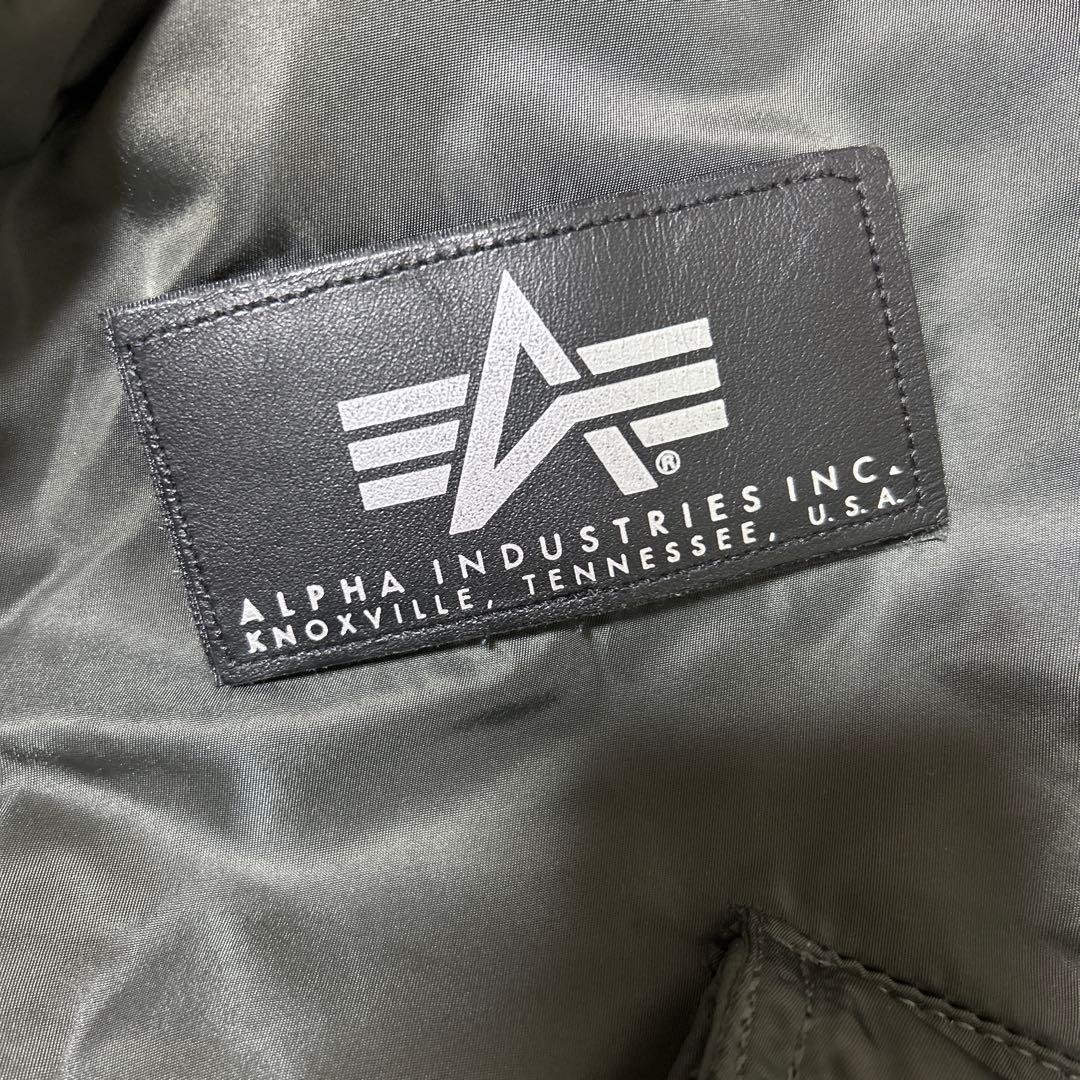 ®
ALPHA INDUSTRIES INC.
KNOXVILLE, TENNESSEE, U.S.A.